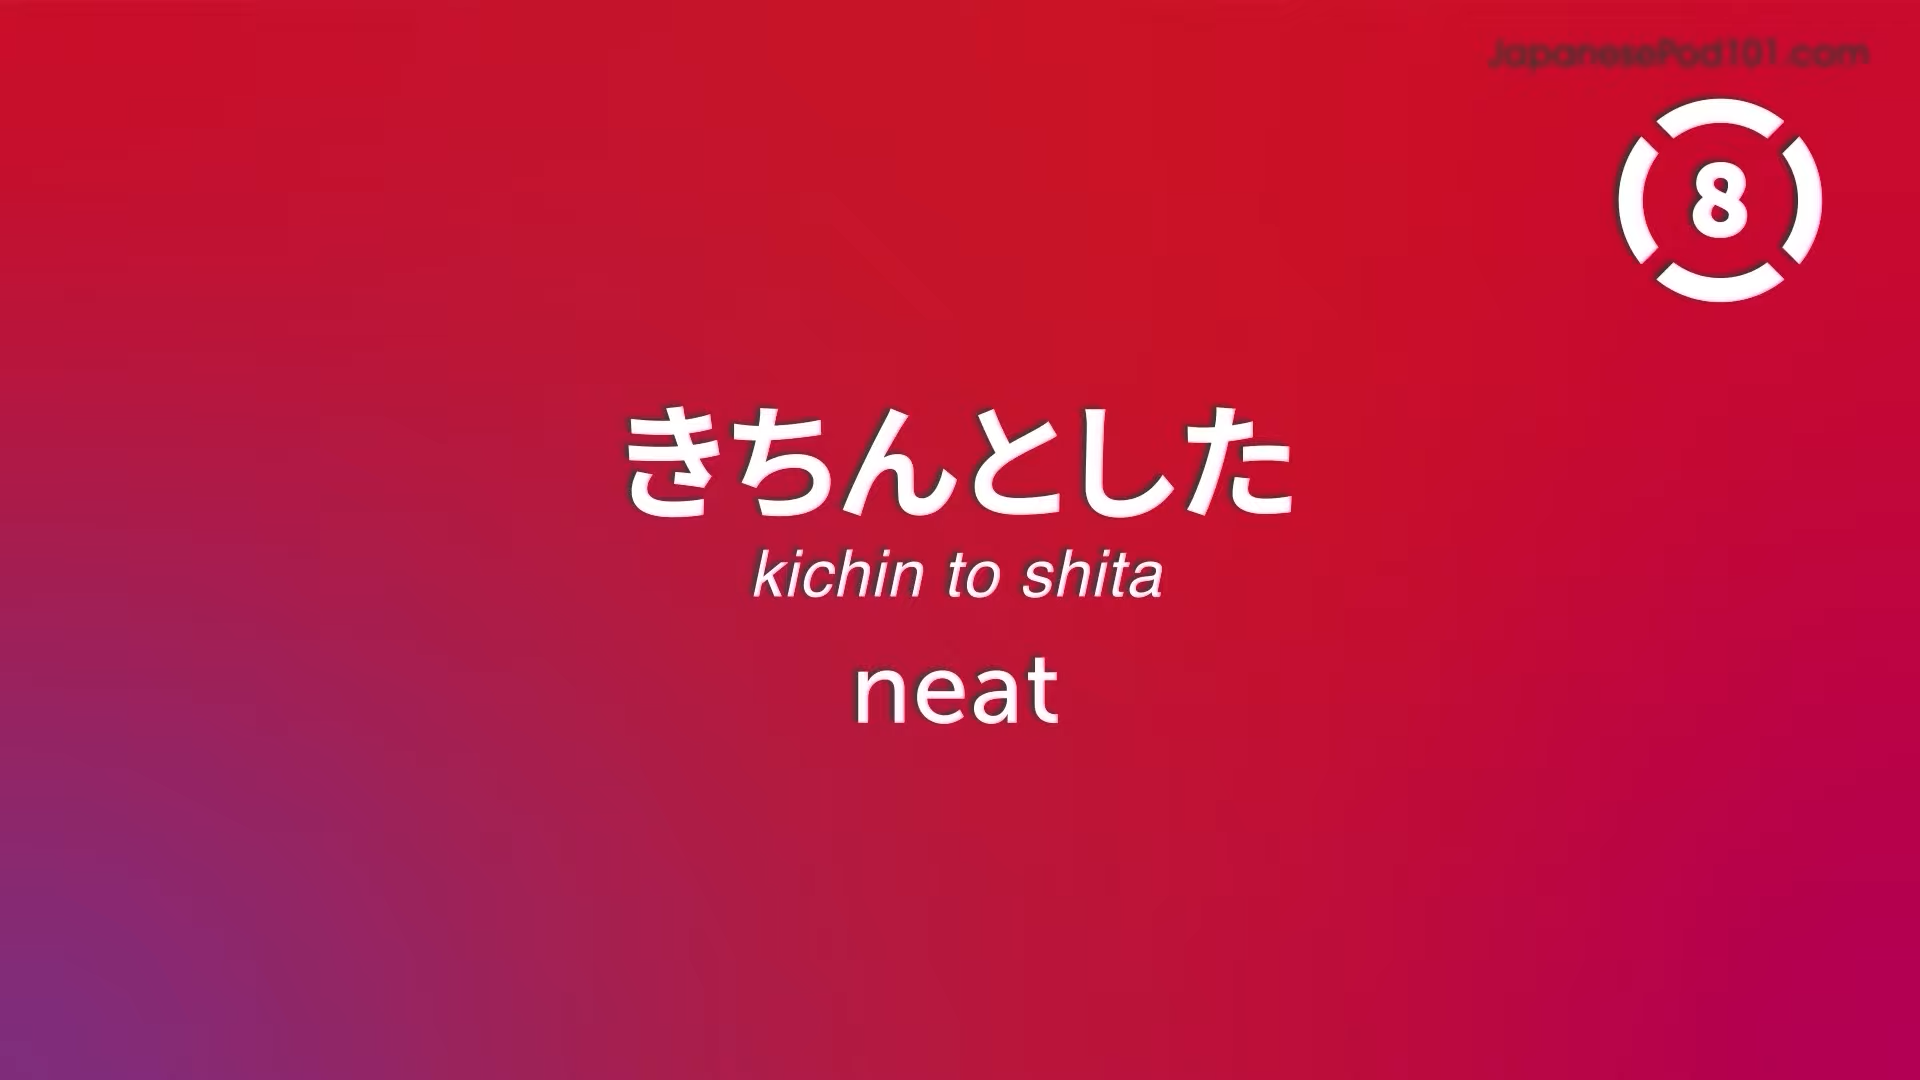 JapanesePod101.com
8
きちんとした
kichin to shita
neat